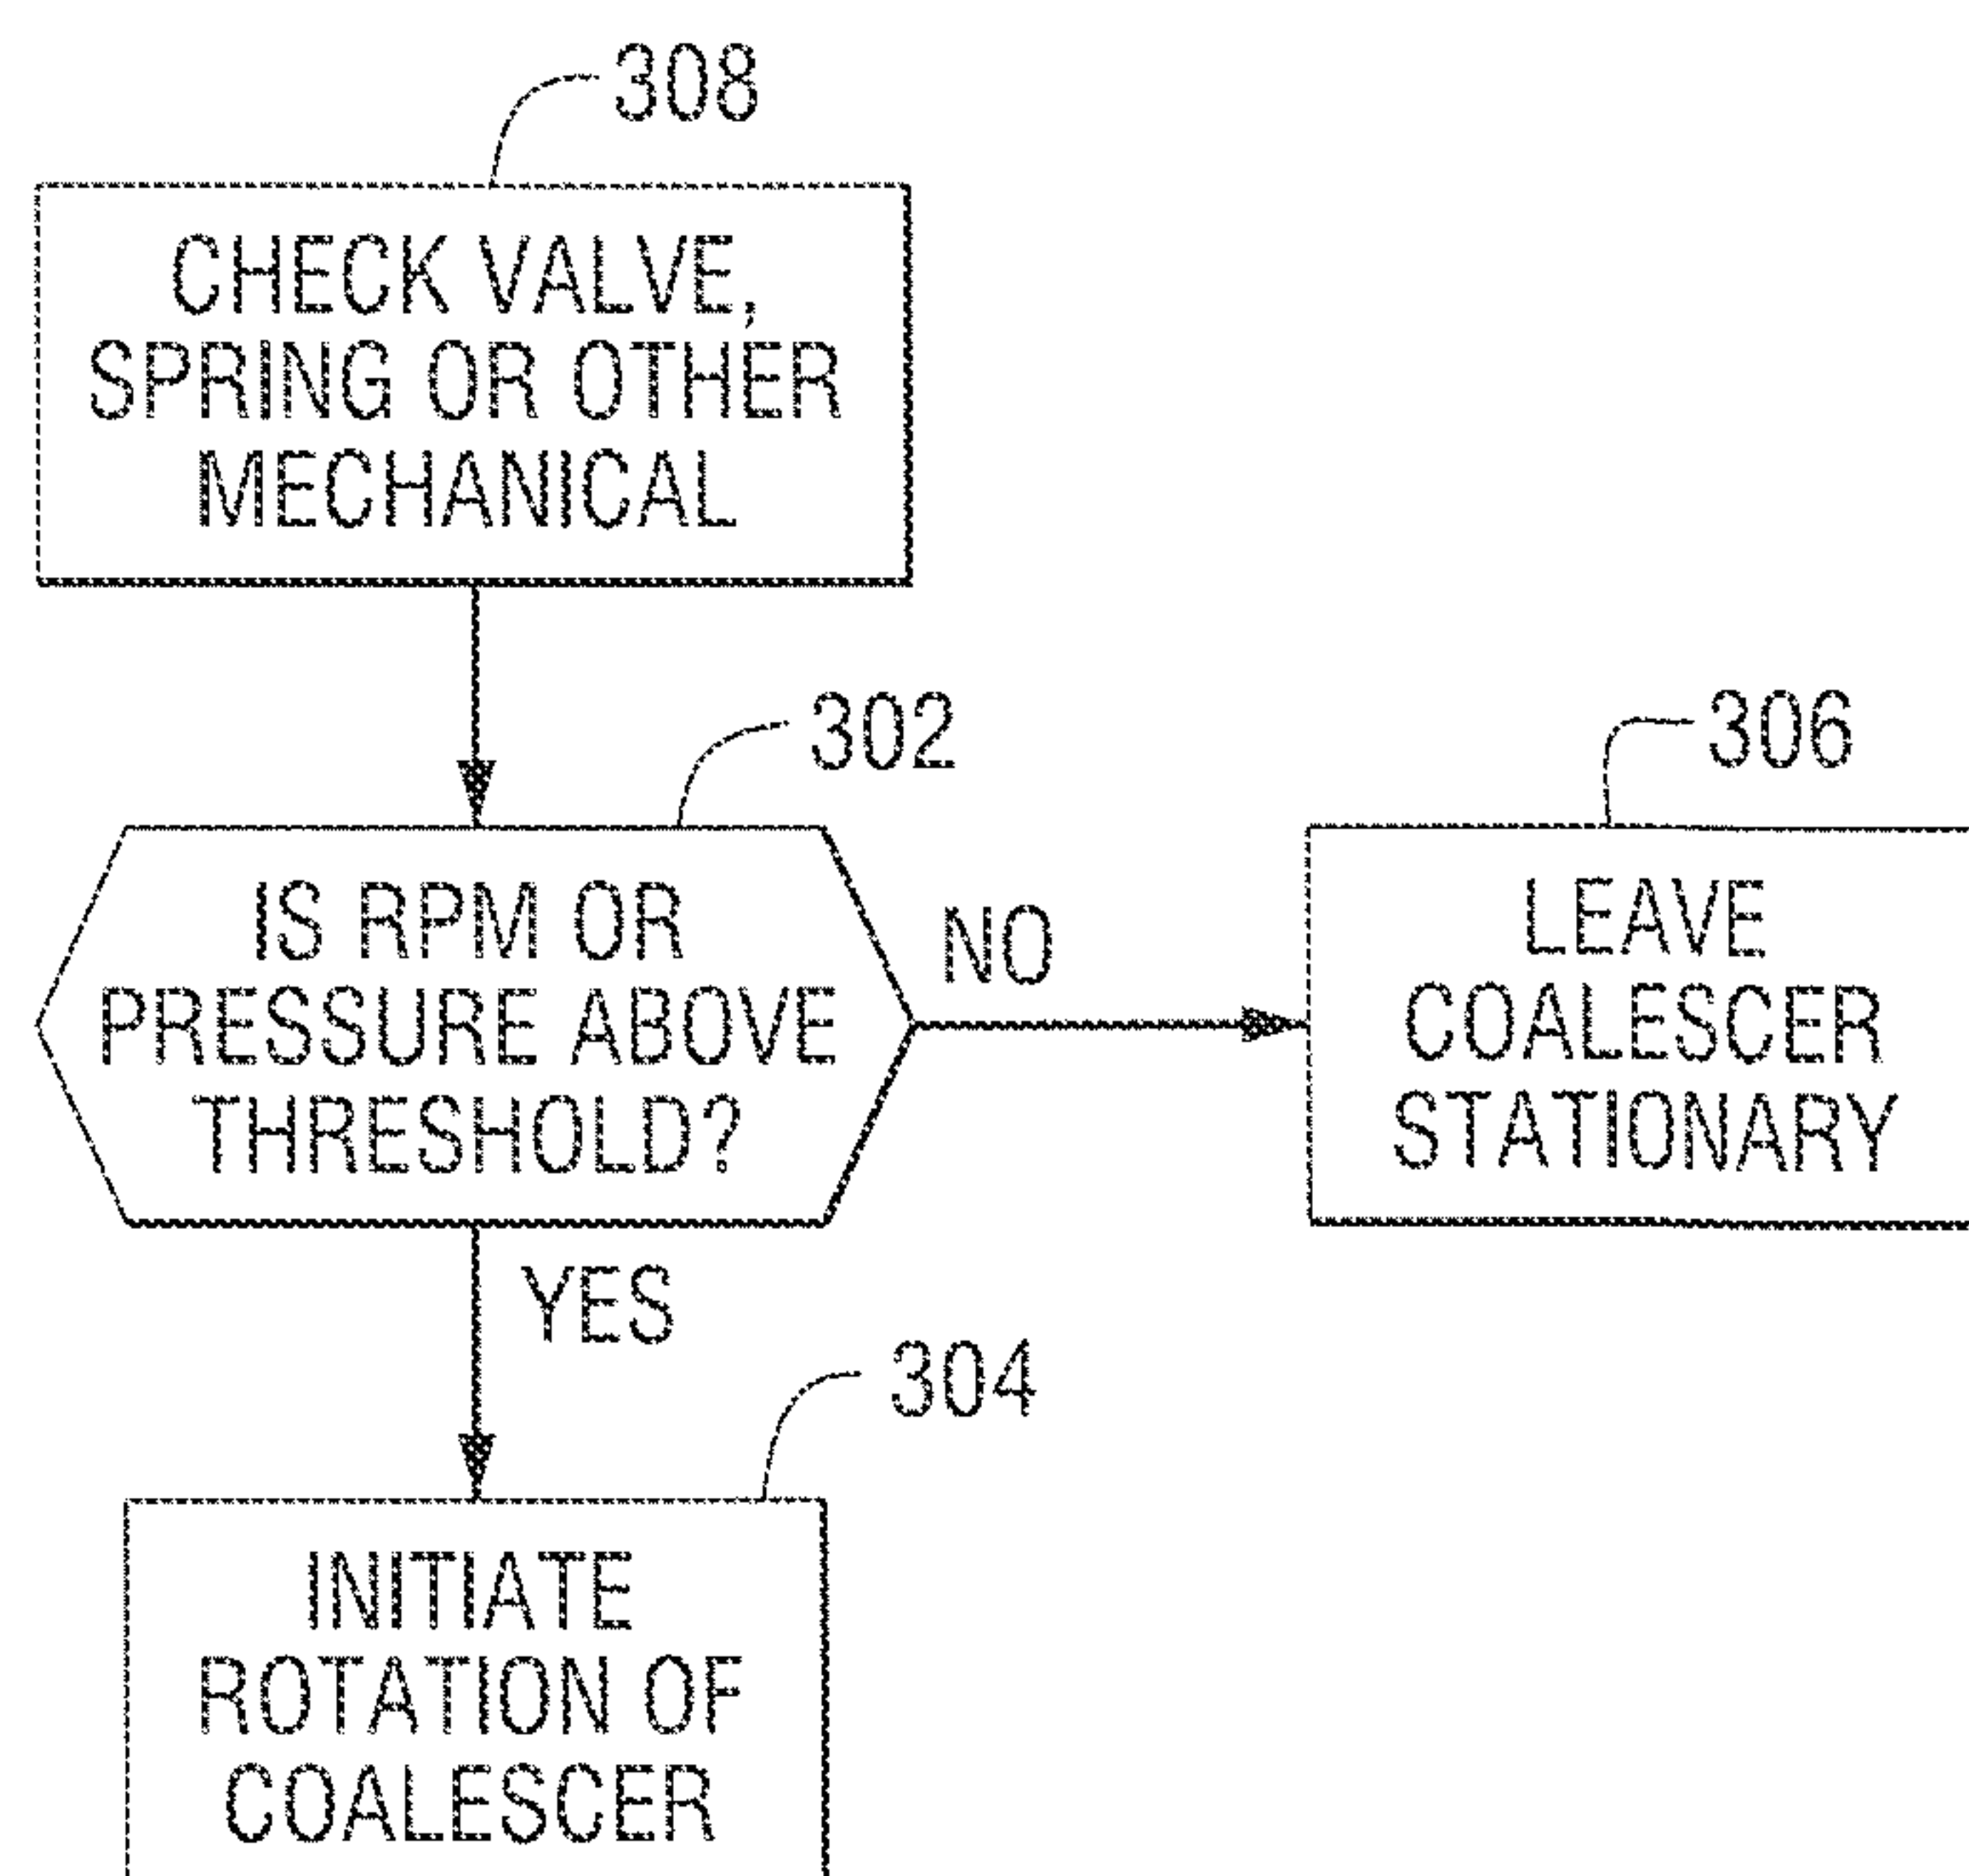 308
CHECK VALVE,
SPRING OR OTHER
MECHANICAL
302
IS RPM OR
PRESSURE ABOVE
THRESHOLD?
NO
306
LEAVE
COALESCER
STATIONARY
YES
304
INITIATE
ROTATION OF
COALESCER